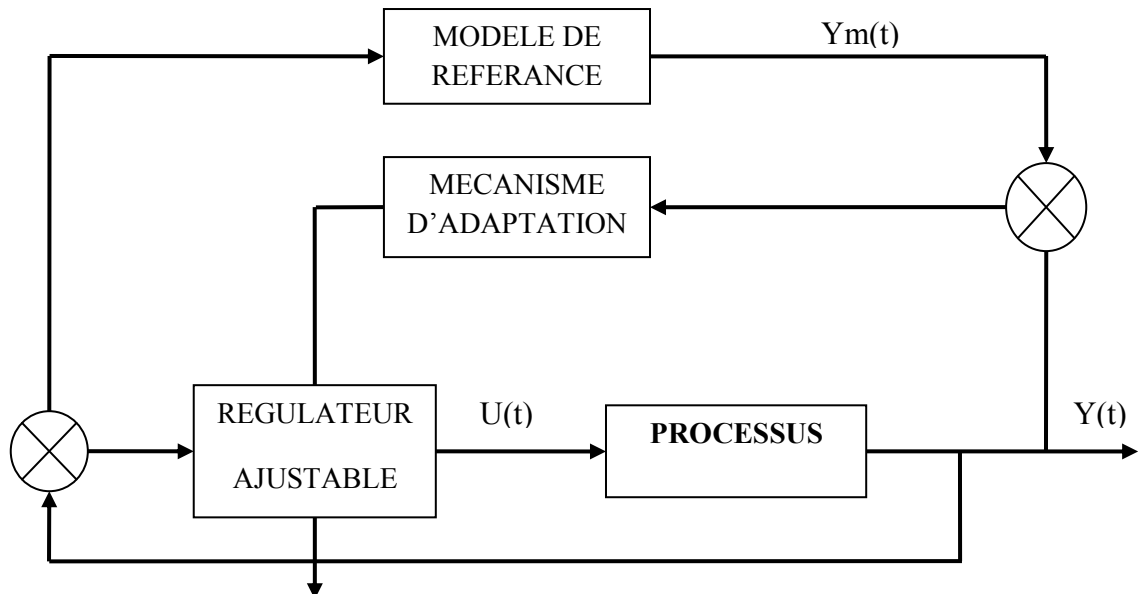 MODELE DE
REFERANCE
Ym(t)
MECANISME
D’ADAPTATION
REGULATEUR
AJUSTABLE
U(t)
PROCESSUS
Y(t)